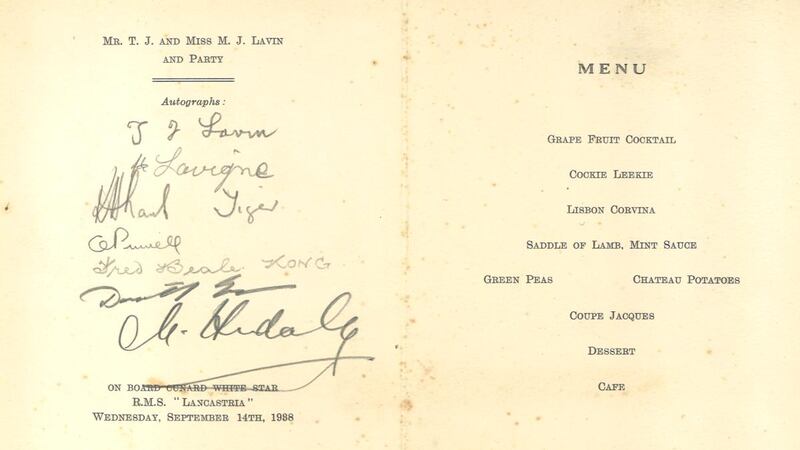 Mr. T. J. and Miss M. J. Lavin
and Party
Autographs:
T J Lavin
Lavigne
Tiger
Fred Beale KONG
on board Cunard White Star
R.M.S. "Lancastria"
Wednesday, September 14th, 1938
MENU
Grape Fruit Cocktail
Cockie Leekie
Lisbon Corvina
Saddle of Lamb, Mint Sauce
Green Peas Chateau Potatoes
Coupe Jacques
Dessert
Cafe